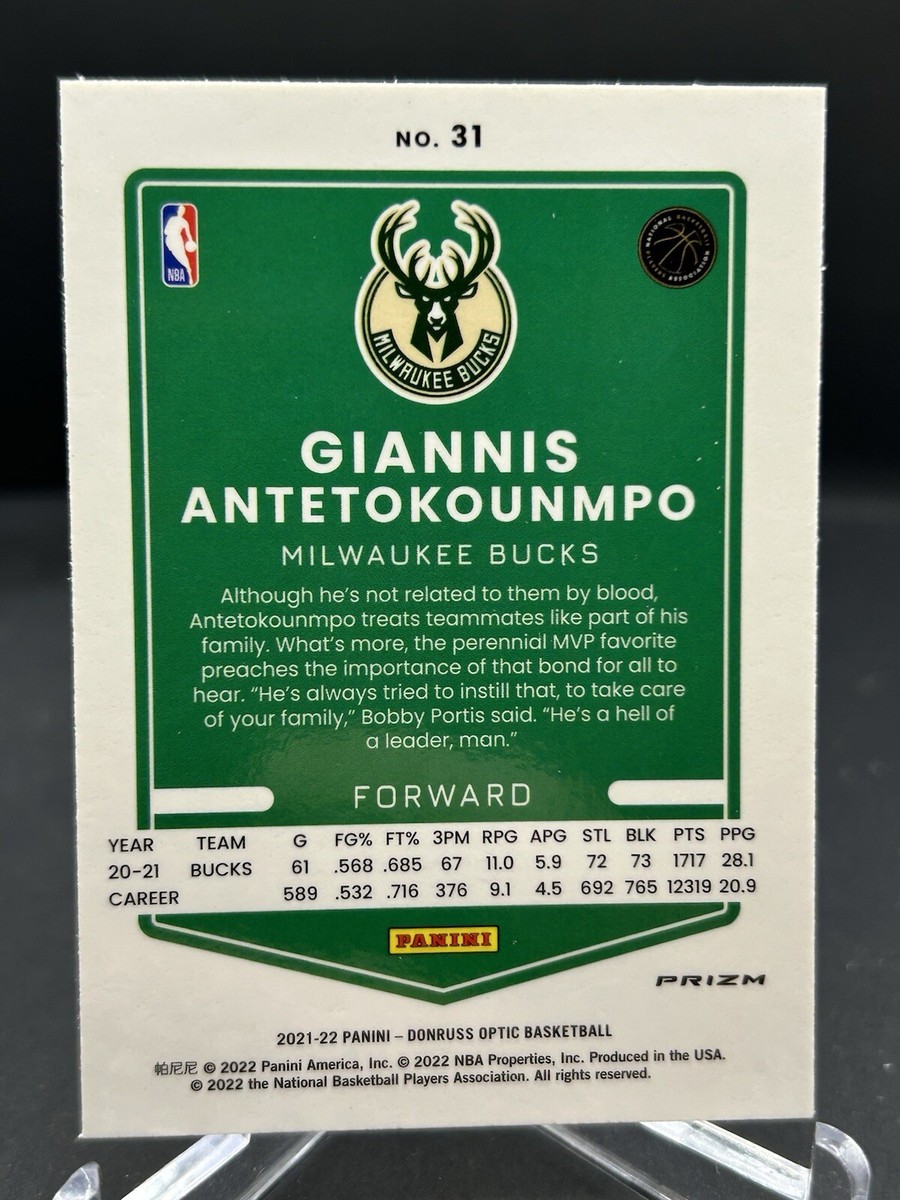 NO. 31
NBA
NATIONAL BASKETBALL ASSOCIATION
MILWAUKEE BUCKS
GIANNIS
ANTETOKOUNMPO
MILWAUKEE BUCKS
Although he's not related to them by blood,
Antetokounmpo treats teammates like part of his
family. What's more, the perennial MVP favorite
preaches the importance of that bond for all to
hear. “He's always tried to instill that, to take care
of your family,” Bobby Portis said. “He's a hell of
a leader, man.”
FORWARD
YEAR TEAM G FG% FT% 3PM RPG APG STL BLK PTS PPG
20-21 BUCKS 61 .568 .685 67 11.0 5.9 72 73 1717 28.1
CAREER 589 .532 .716 376 9.1 4.5 692 765 12319 20.9
PANINI
PRIZM
2021-22 PANINI – DONRUSS OPTIC BASKETBALL
帕尼尼 © 2022 Panini America, Inc. © 2022 NBA Properties, Inc. Produced in the USA.
© 2022 the National Basketball Players Association. All rights reserved.